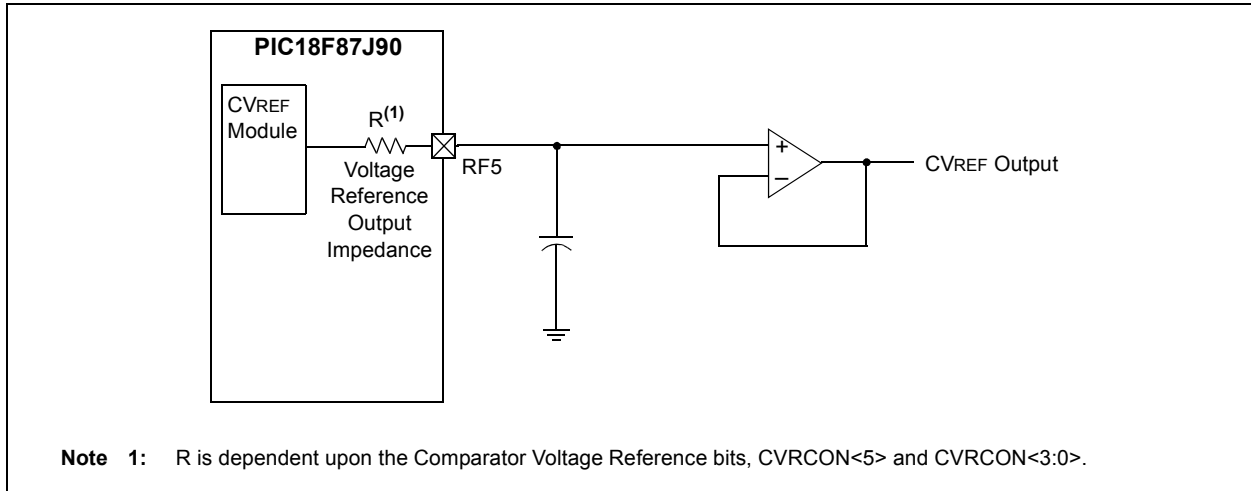 PIC18F87J90
CVREF
Module
R(1)
Voltage
Reference
Output
Impedance
RF5
+
–
CVREF Output
Note 1: R is dependent upon the Comparator Voltage Reference bits, CVRCON<5> and CVRCON<3:0>.